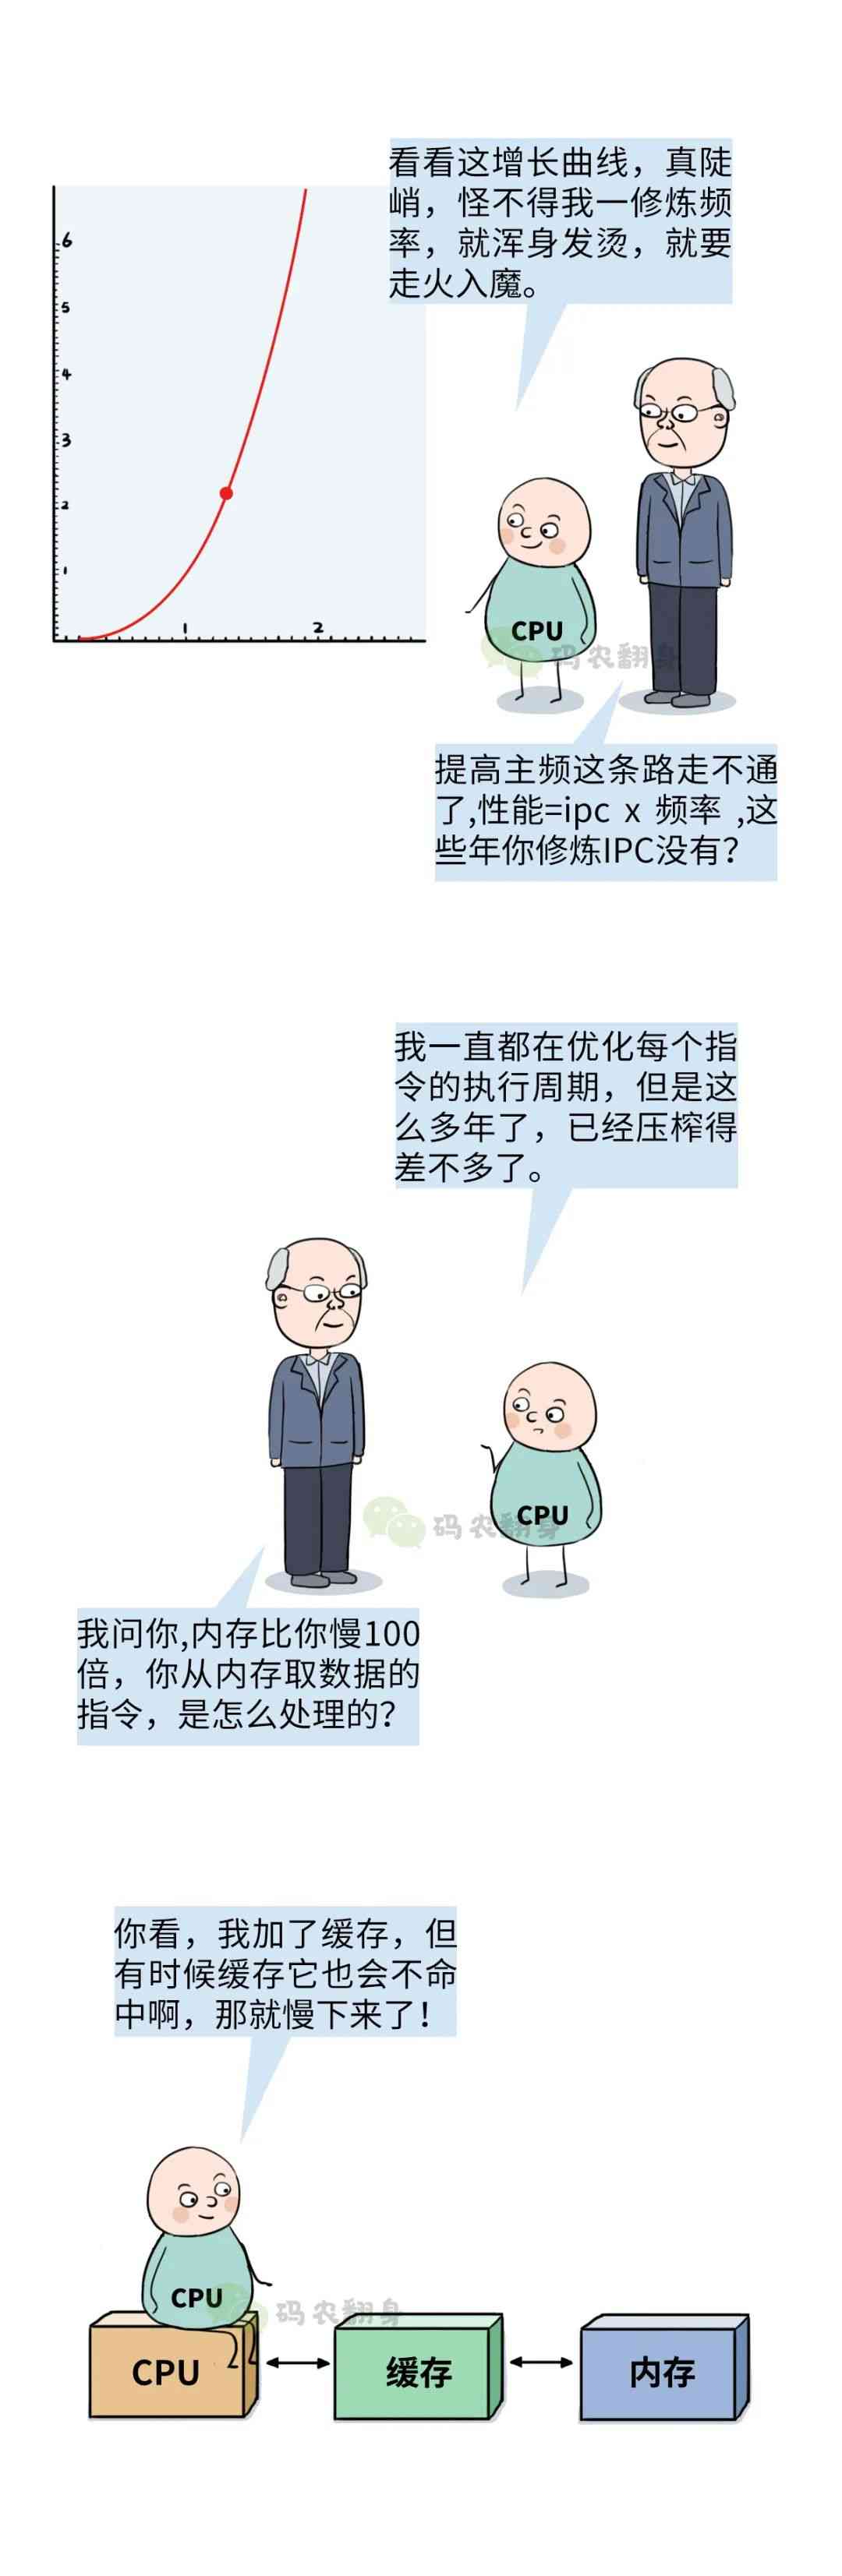 看看这增长曲线，真陡
峭，怪不得我一修炼频
率，就浑身发烫，就要
走火入魔。
6
5
4
3
2
1
1
2
CPU
码农翻身
提高主频这条路走不通
了,性能=ipc x 频率 ,这
些年你修炼IPC没有？
我一直都在优化每个指
令的执行周期，但是这
么多年了，已经压榨得
差不多了。
CPU
码农翻身
我问你,内存比你慢100
倍，你从内存取数据的
指令，是怎么处理的？
你看，我加了缓存，但
有时候缓存它也会不命
中啊，那就慢下来了！
CPU
码农翻身
CPU
缓存
内存